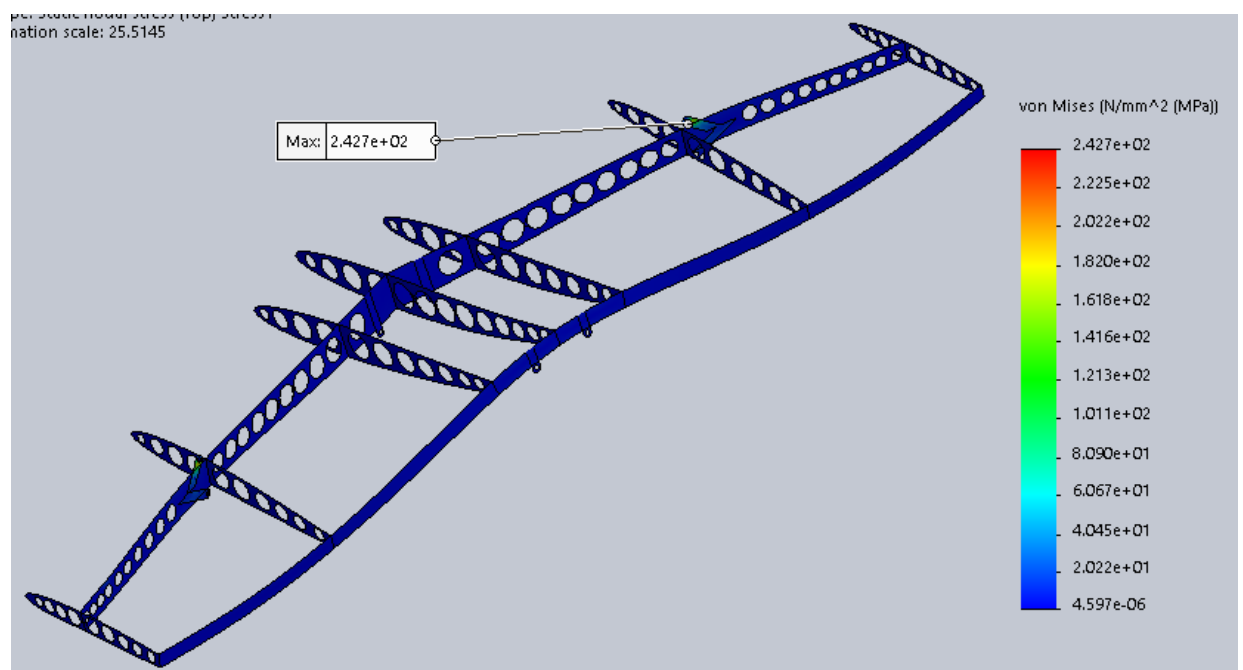 nation scale: 25.5145
Max: 2.427e+02
von Mises (N/mm^2 (MPa))
2.427e+02
2.225e+02
2.022e+02
1.820e+02
1.618e+02
1.416e+02
1.213e+02
1.011e+02
8.090e+01
6.067e+01
4.045e+01
2.022e+01
4.597e-06